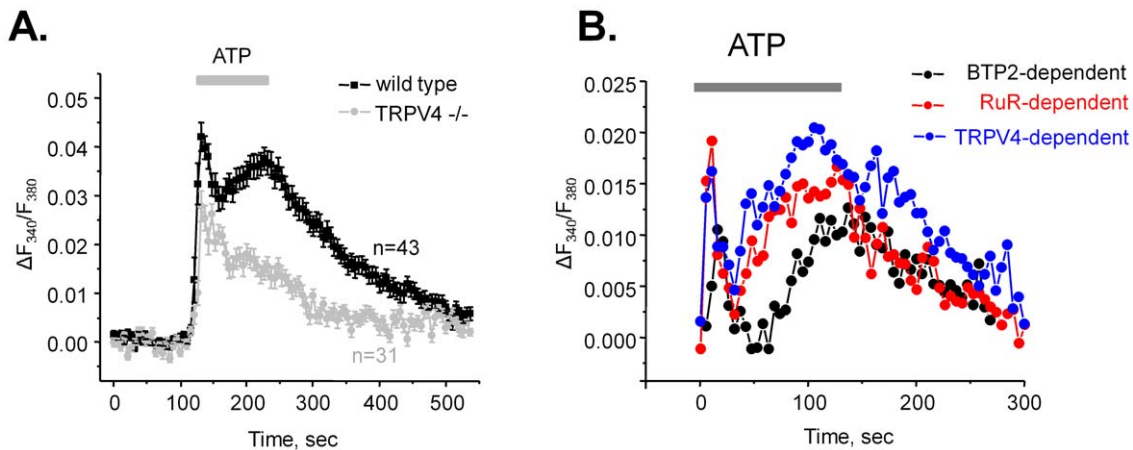 A.
ATP
wild type
TRPV4 -/-
0.05
0.04
0.03
0.02
0.01
0.00
ΔF340/F380
n=43
n=31
0 100 200 300 400 500
Time, sec
B.
ATP
BTP2-dependent
RuR-dependent
TRPV4-dependent
0.025
0.020
0.015
0.010
0.005
0.000
ΔF340/F380
0 100 200 300
Time, sec